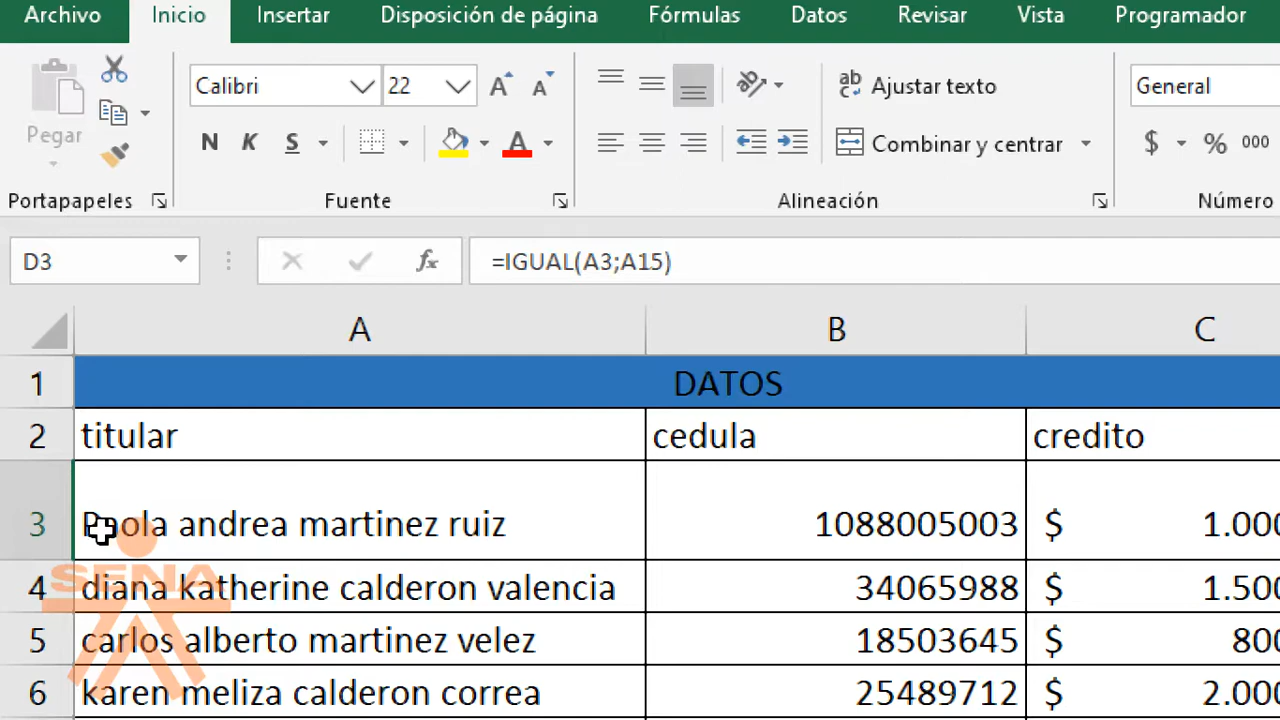 Archivo Inicio Insertar Disposición de página Fórmulas Datos Revisar Vista Programador
Calibri 22 Ajustar texto General
Pegar
N K S A Combinar y centrar $ % 000
Portapapeles Fuente Alineación Número
D3 fx =IGUAL(A3;A15)
A B C
1 DATOS
2 titular cedula credito
3 Paola andrea martinez ruiz 1088005003 $ 1.000
4 diana katherine calderon valencia 34065988 $ 1.500
5 carlos alberto martinez velez 18503645 $ 800
6 karen meliza calderon correa 25489712 $ 2.000
SENA